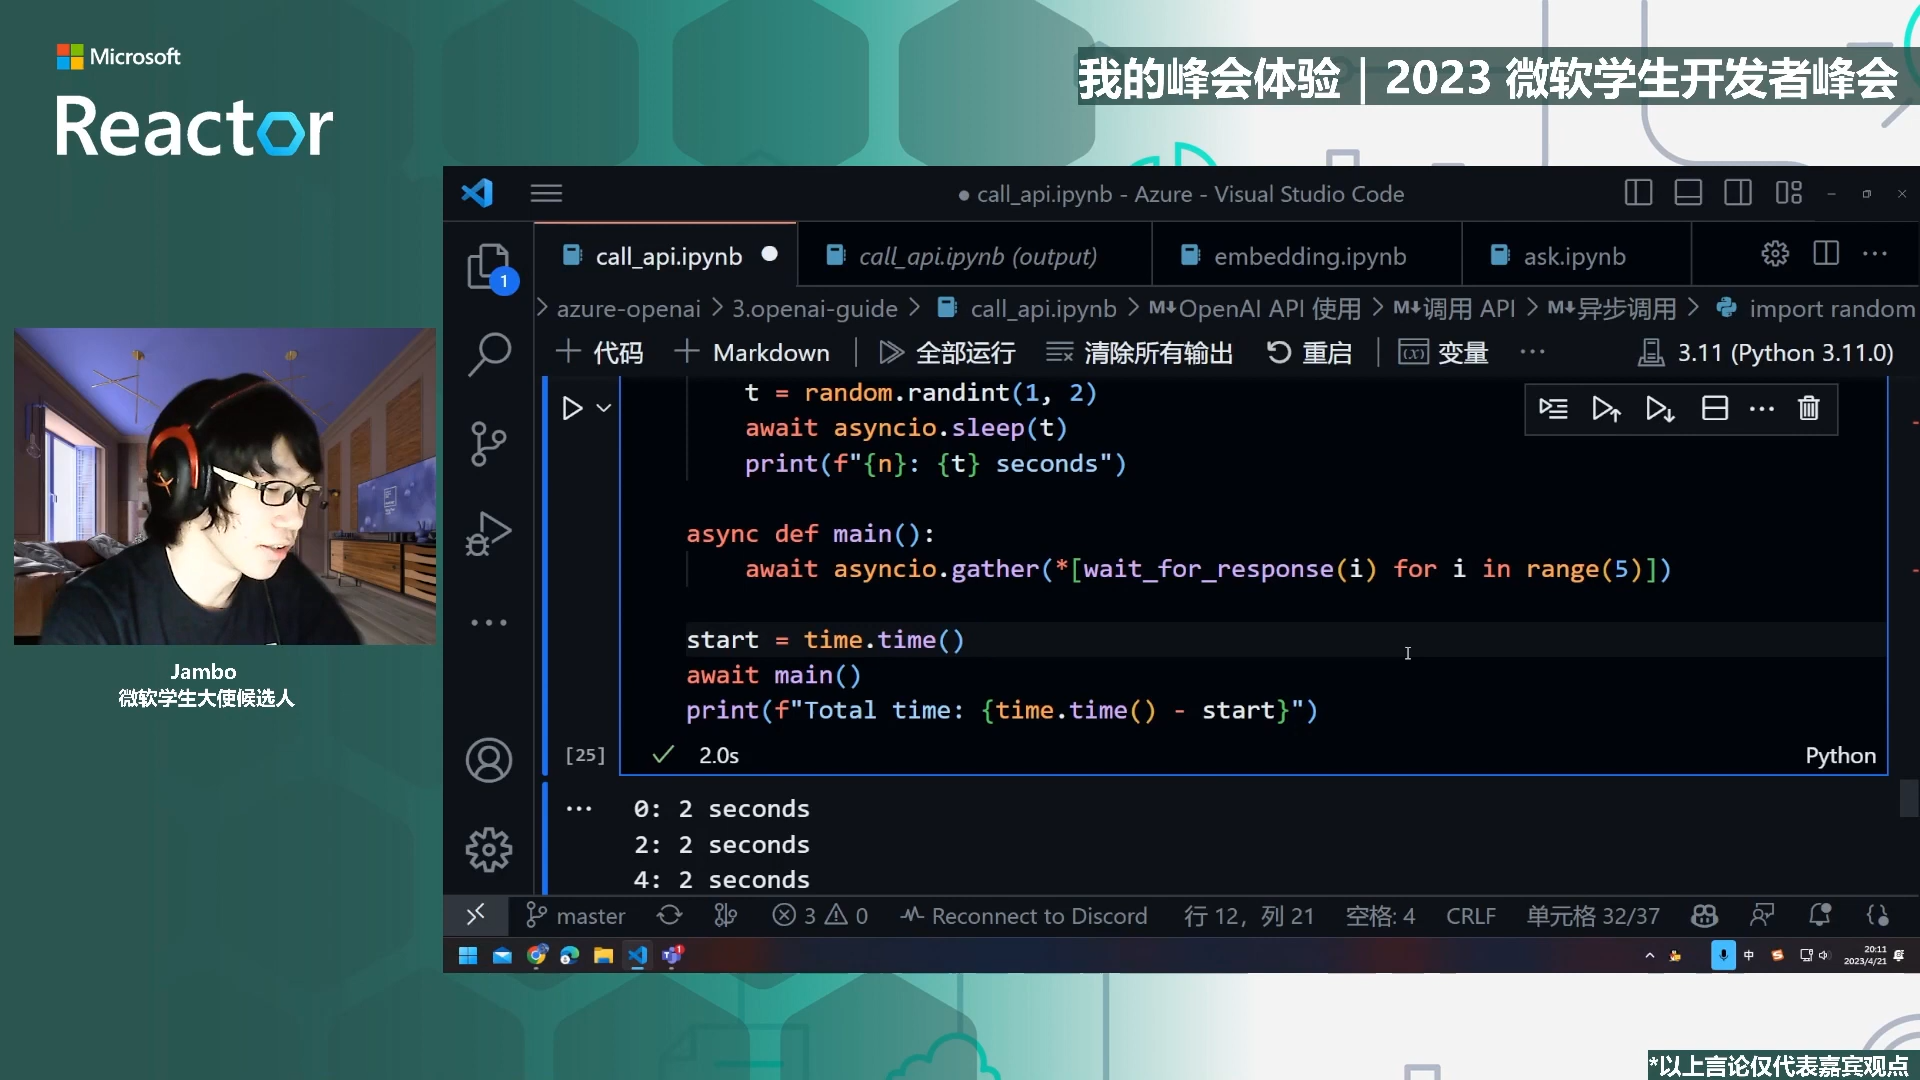 Microsoft
Reactor
我的峰会体验｜2023 微软学生开发者峰会
call_api.ipynb - Azure - Visual Studio Code
call_api.ipynb
call_api.ipynb (output)
embedding.ipynb
ask.ipynb
1
azure-openai > 3.openai-guide > call_api.ipynb > M↓OpenAI API 使用 > M↓调用 API > M↓异步调用 > import random
代码
Markdown
全部运行
清除所有输出
重启
变量
3.11 (Python 3.11.0)
t = random.randint(1, 2)
await asyncio.sleep(t)
print(f"{n}: {t} seconds")
async def main():
await asyncio.gather(*[wait_for_response(i) for i in range(5)])
start = time.time()
await main()
print(f"Total time: {time.time() - start}")
[25]
2.0s
Python
0: 2 seconds
2: 2 seconds
4: 2 seconds
master
3
0
Reconnect to Discord
行 12，列 21
空格: 4
CRLF
单元格 32/37
中
20:11
2023/4/21
Jambo
微软学生大使候选人
*以上言论仅代表嘉宾观点